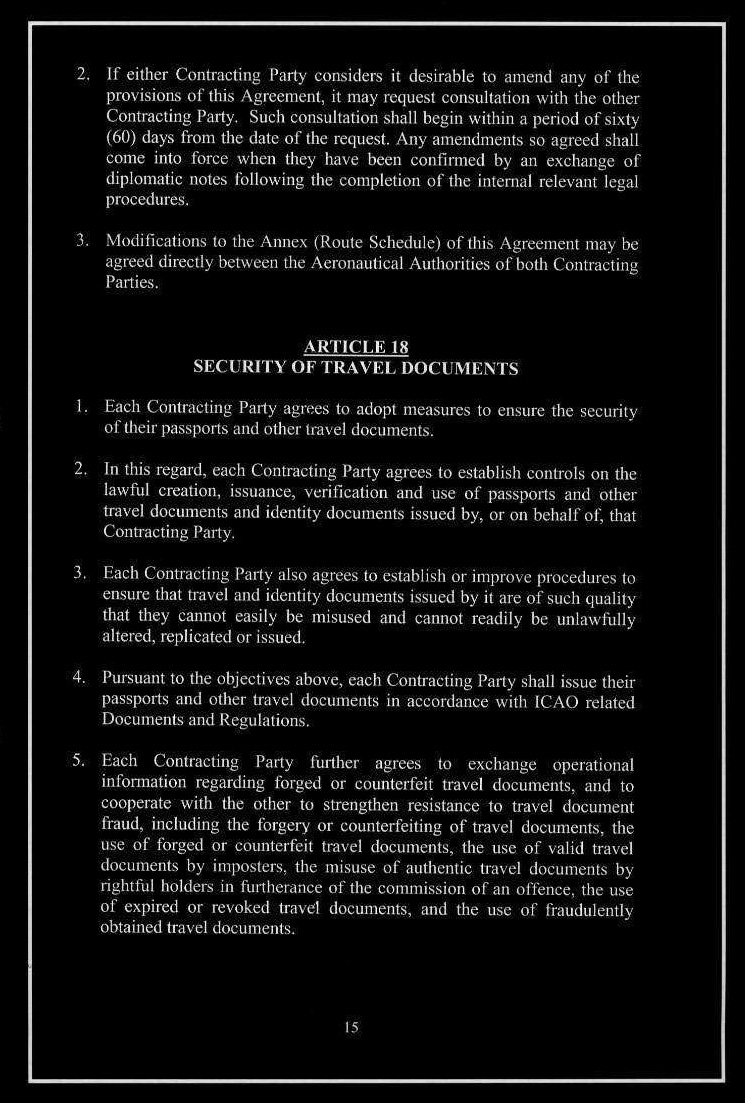 2. If either Contracting Party considers it desirable to amend any of the
provisions of this Agreement, it may request consultation with the other
Contracting Party. Such consultation shall begin within a period of sixty
(60) days from the date of the request. Any amendments so agreed shall
come into force when they have been confirmed by an exchange of
diplomatic notes following the completion of the internal relevant legal
procedures.
3. Modifications to the Annex (Route Schedule) of this Agreement may be
agreed directly between the Aeronautical Authorities of both Contracting
Parties.
ARTICLE 18
SECURITY OF TRAVEL DOCUMENTS
1. Each Contracting Party agrees to adopt measures to ensure the security
of their passports and other travel documents.
2. In this regard, each Contracting Party agrees to establish controls on the
lawful creation, issuance, verification and use of passports and other
travel documents and identity documents issued by, or on behalf of, that
Contracting Party.
3. Each Contracting Party also agrees to establish or improve procedures to
ensure that travel and identity documents issued by it are of such quality
that they cannot easily be misused and cannot readily be unlawfully
altered, replicated or issued.
4. Pursuant to the objectives above, each Contracting Party shall issue their
passports and other travel documents in accordance with ICAO related
Documents and Regulations.
5. Each Contracting Party further agrees to exchange operational
information regarding forged or counterfeit travel documents, and to
cooperate with the other to strengthen resistance to travel document
fraud, including the forgery or counterfeiting of travel documents, the
use of forged or counterfeit travel documents, the use of valid travel
documents by imposters, the misuse of authentic travel documents by
rightful holders in furtherance of the commission of an offence, the use
of expired or revoked travel documents, and the use of fraudulently
obtained travel documents.
15